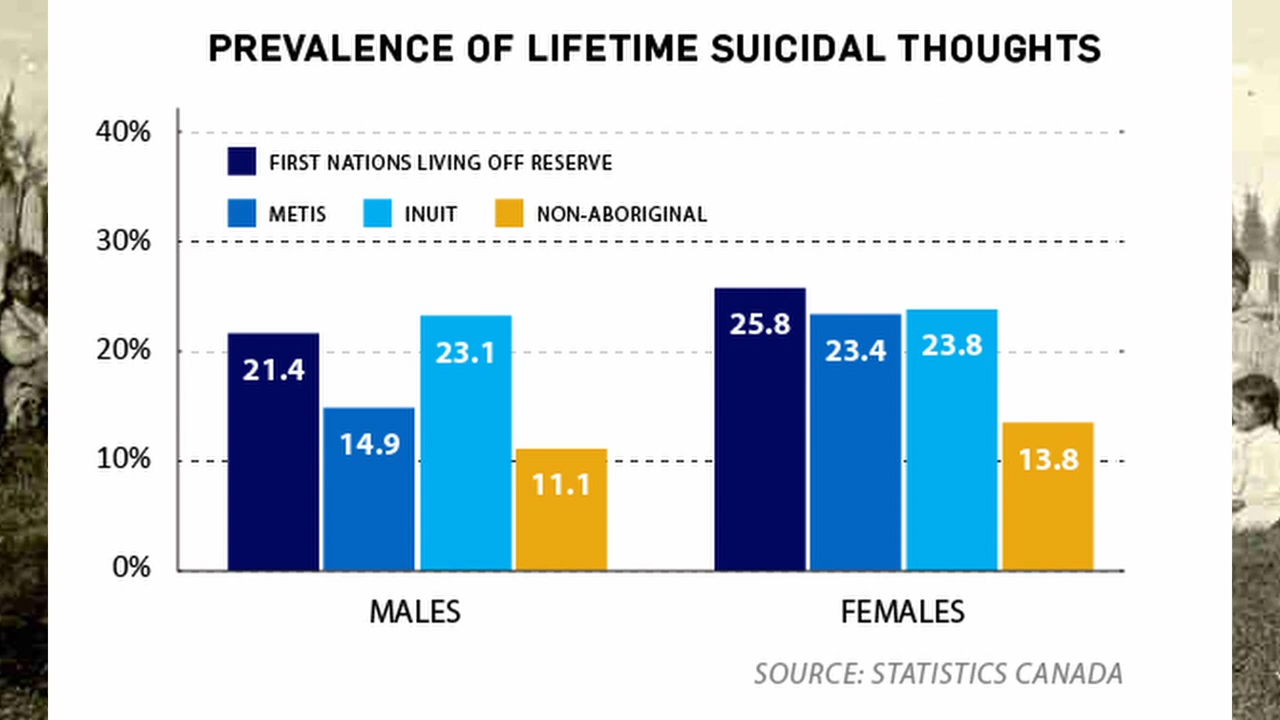 PREVALENCE OF LIFETIME SUICIDAL THOUGHTS
40%
FIRST NATIONS LIVING OFF RESERVE
METIS INUIT NON-ABORIGINAL
30%
20%
10%
0%
21.4
14.9
23.1
11.1
25.8
23.4
23.8
13.8
MALES FEMALES
SOURCE: STATISTICS CANADA